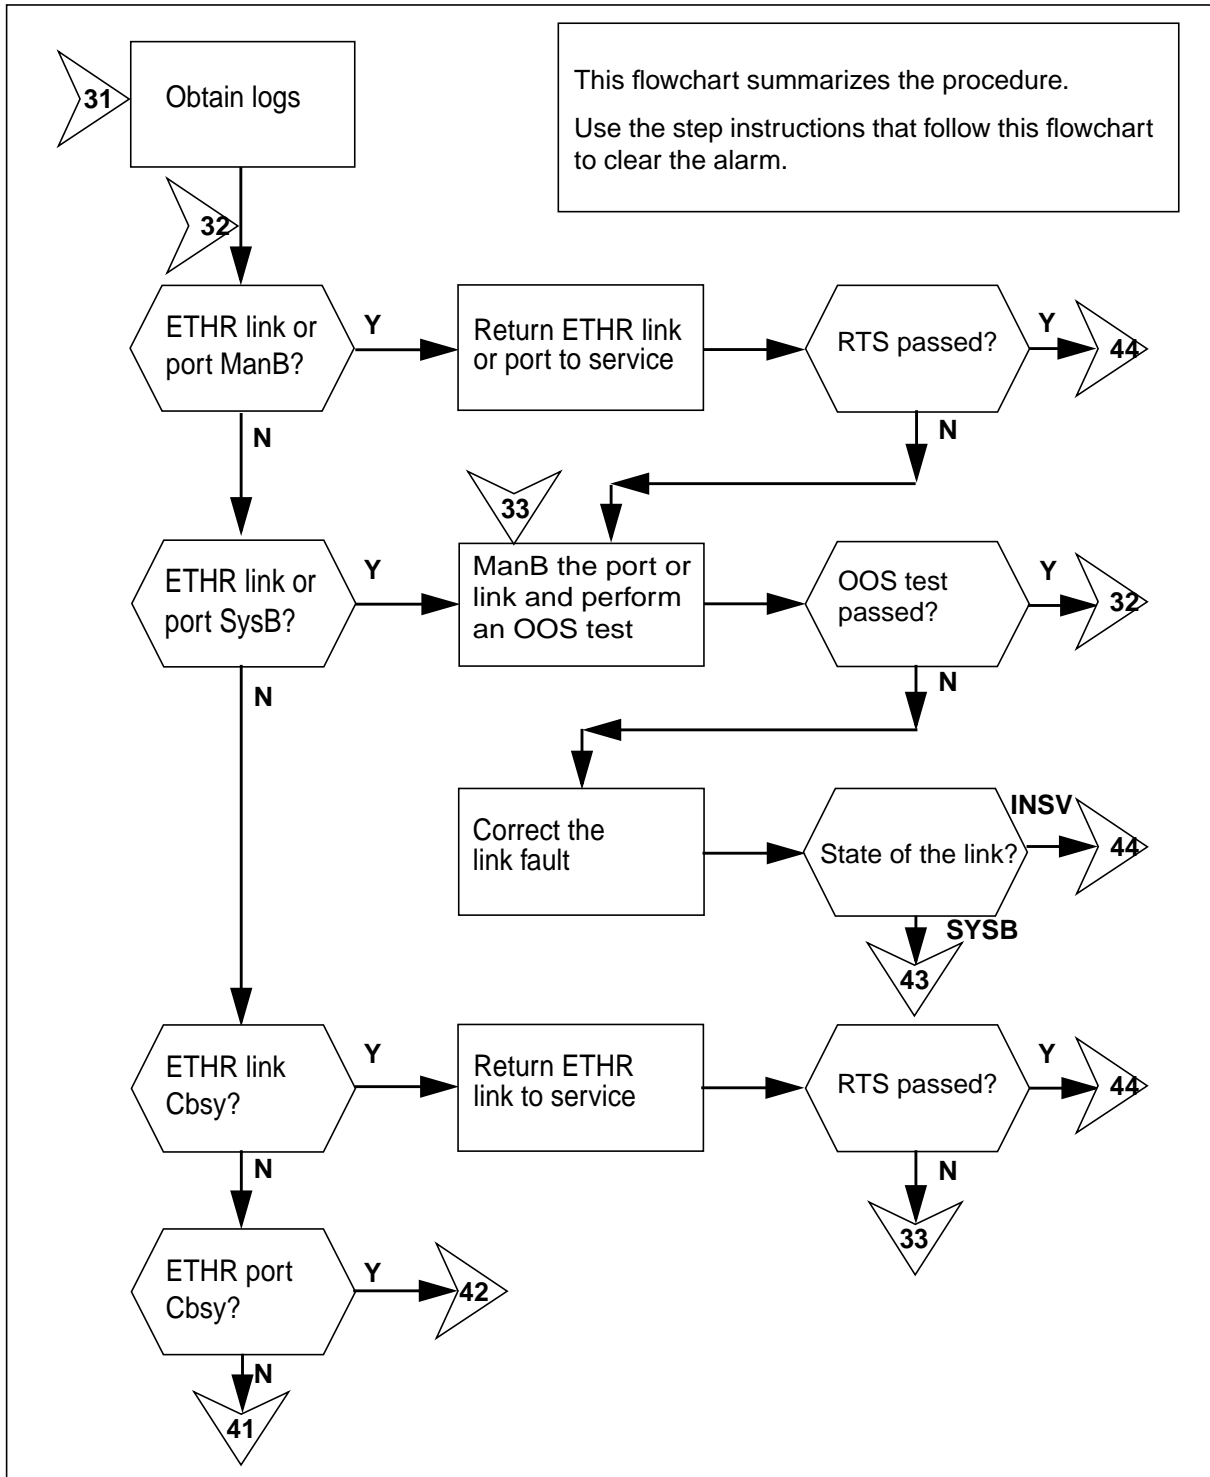 31
Obtain logs
This flowchart summarizes the procedure.
Use the step instructions that follow this flowchart
to clear the alarm.
32
ETHR link or
port ManB?
Y
Return ETHR link
or port to service
RTS passed?
Y
44
N
N
33
ETHR link or
port SysB?
Y
ManB the port or
link and perform
an OOS test
OOS test
passed?
Y
32
N
N
Correct the
link fault
State of the link?
INSV
44
SYSB
43
ETHR link
Cbsy?
Y
Return ETHR
link to service
RTS passed?
Y
44
N
N
33
ETHR port
Cbsy?
Y
42
N
41